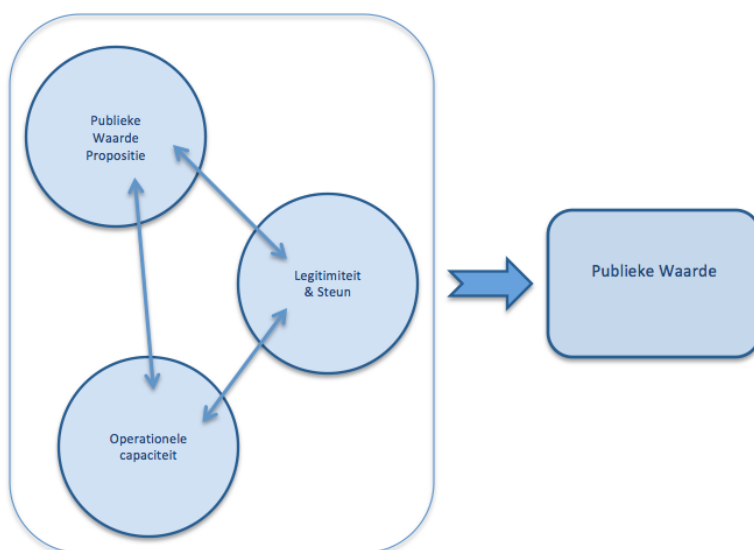 Publieke
Waarde
Propositie
Legitimiteit
& Steun
Publieke Waarde
Operationele
capaciteit